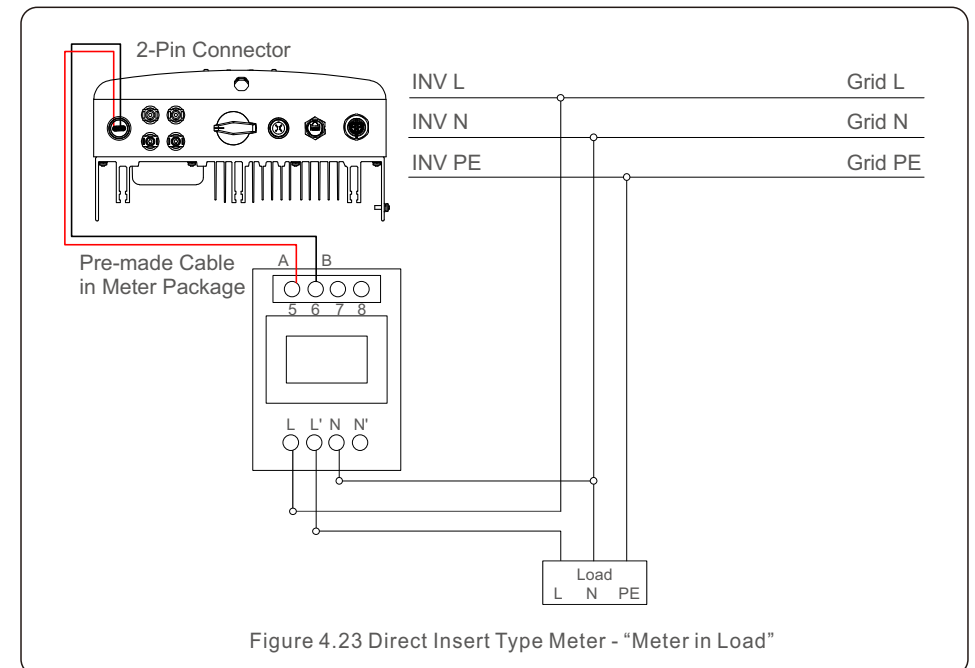 2-Pin Connector
INV L
Grid L
INV N
Grid N
INV PE
Grid PE
Pre-made Cable
in Meter Package
A B
5 6 7 8
L L' N N'
Load
L N PE
Figure 4.23 Direct Insert Type Meter - “Meter in Load”